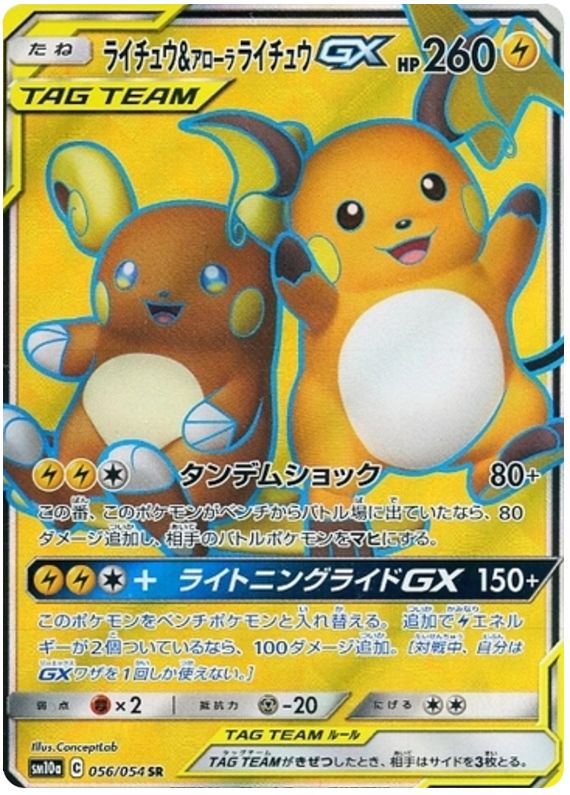 たね ライチュウ&アローラライチュウGX HP260
TAG TEAM
タンデムショック 80+
この番、このポケモンがベンチからバトル場に出ていたなら、80
ダメージ追加し、相手のバトルポケモンをマヒにする。
+ ライトニングライドGX 150+
このポケモンをベンチポケモンと入れ替える。追加でエネル
ギーが2個ついているなら、100ダメージ追加。[対戦中、自分は
GXワザを1回しか使えない。]
弱点 ×2 抵抗力 -20 にげる
TAG TEAM ルール
Illus.ConceptLab
sm10a C 056/054 SR
TAG TEAMがきぜつしたとき、相手はサイドを3枚とる。